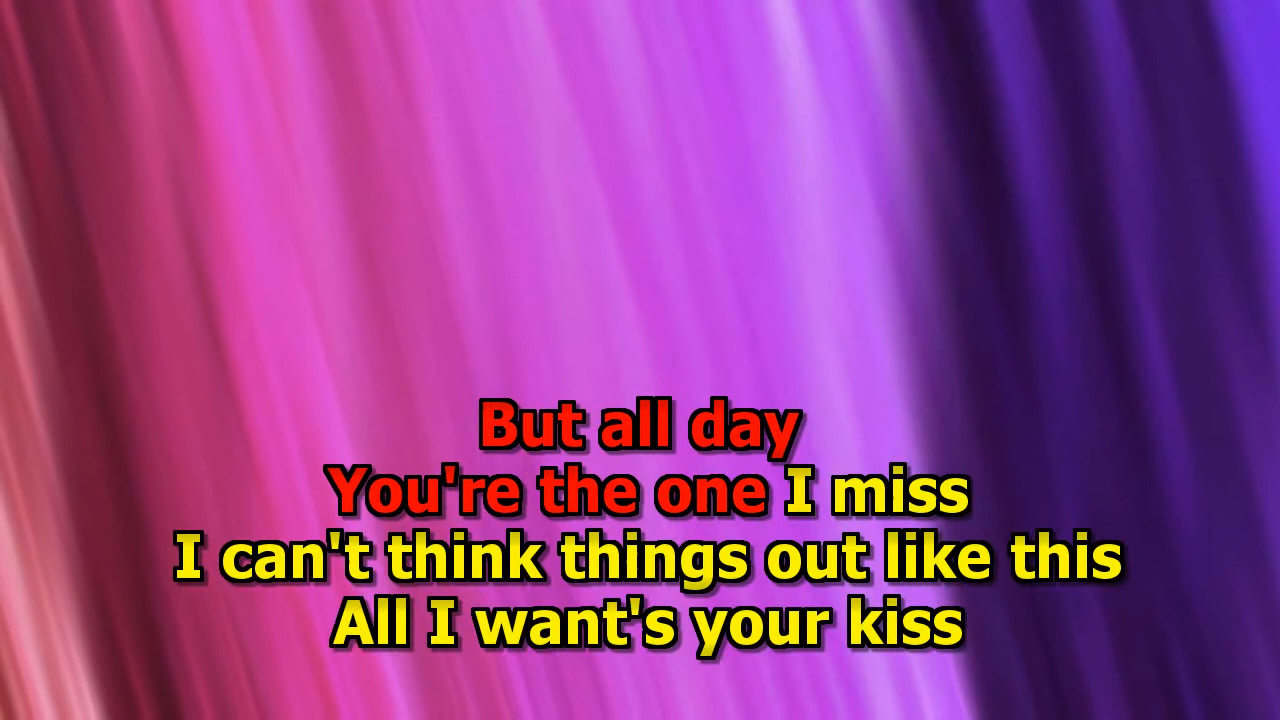 But all day
You're the one I miss
I can't think things out like this
All I want's your kiss